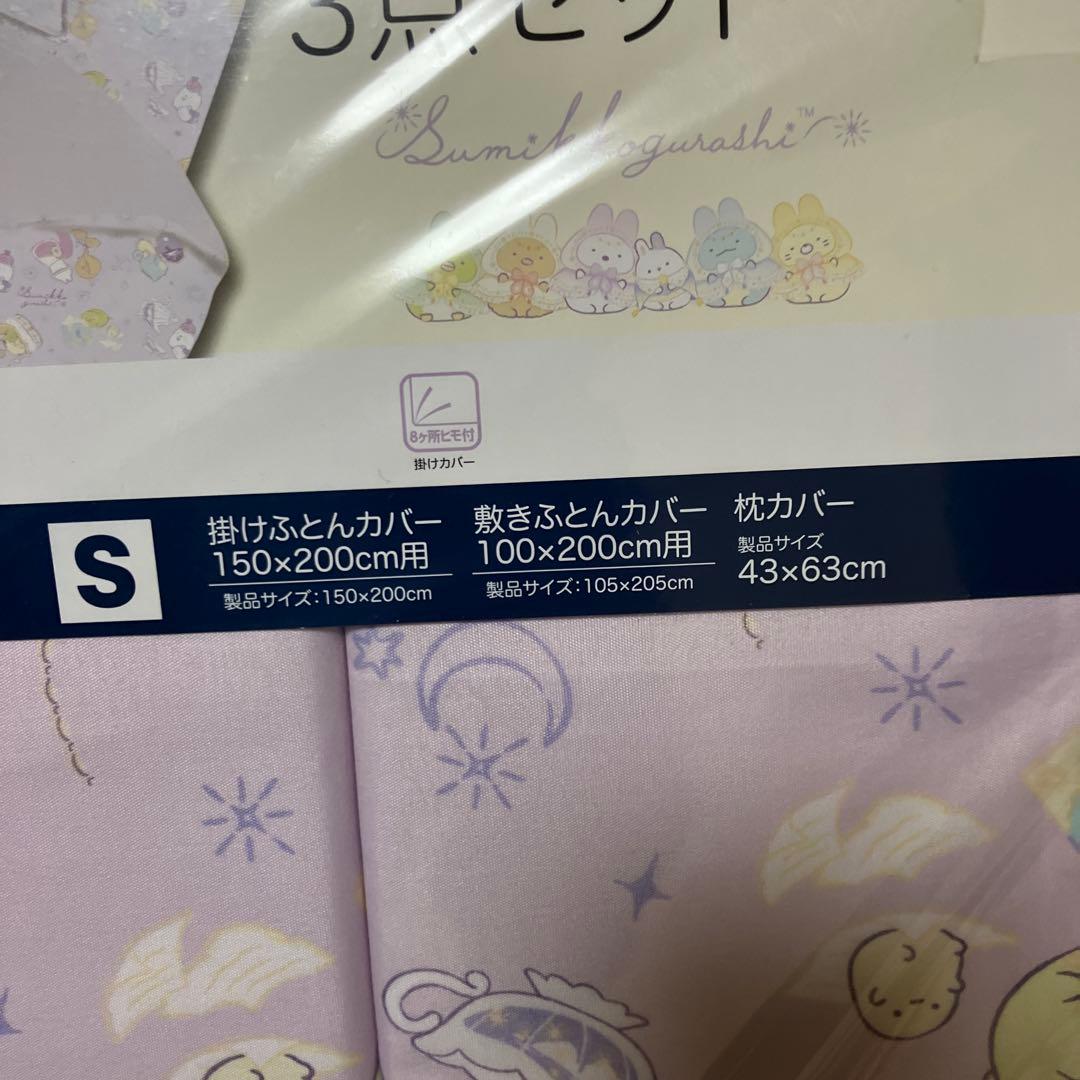 3点セット
Sumikkogurashi™
Sumikko
gurashi
8ヶ所ヒモ付
掛けカバー
S
掛けふとんカバー
150×200cm用
製品サイズ：150×200cm
敷きふとんカバー
100×200cm用
製品サイズ：105×205cm
枕カバー
製品サイズ
43×63cm